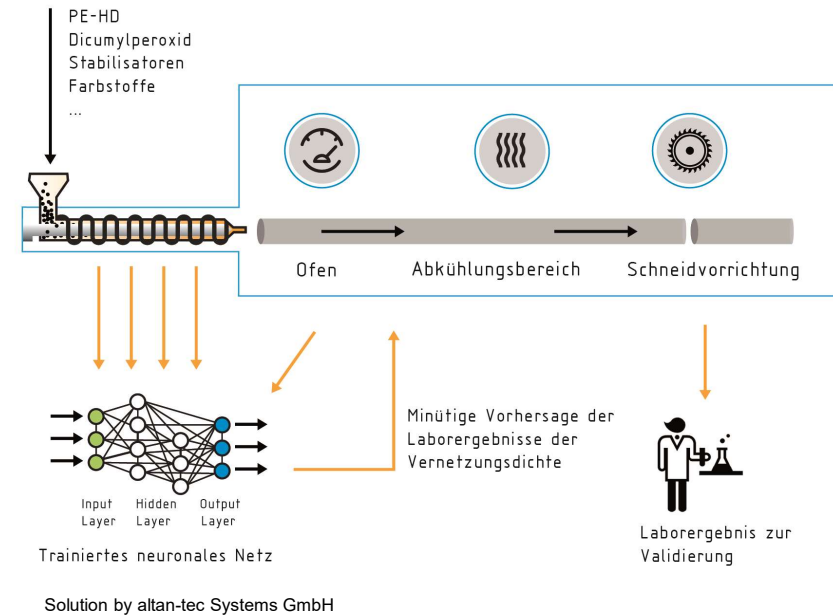 PE-HD
Dicumylperoxid
Stabilisatoren
Farbstoffe
...
Ofen
Abkühlungsbereich
Schneidvorrichtung
Minütige Vorhersage der
Laborergebnisse der
Vernetzungsdichte
Input
Layer
Hidden
Layer
Output
Layer
Trainiertes neuronales Netz
Laborergebnis zur
Validierung
Solution by altan-tec Systems GmbH